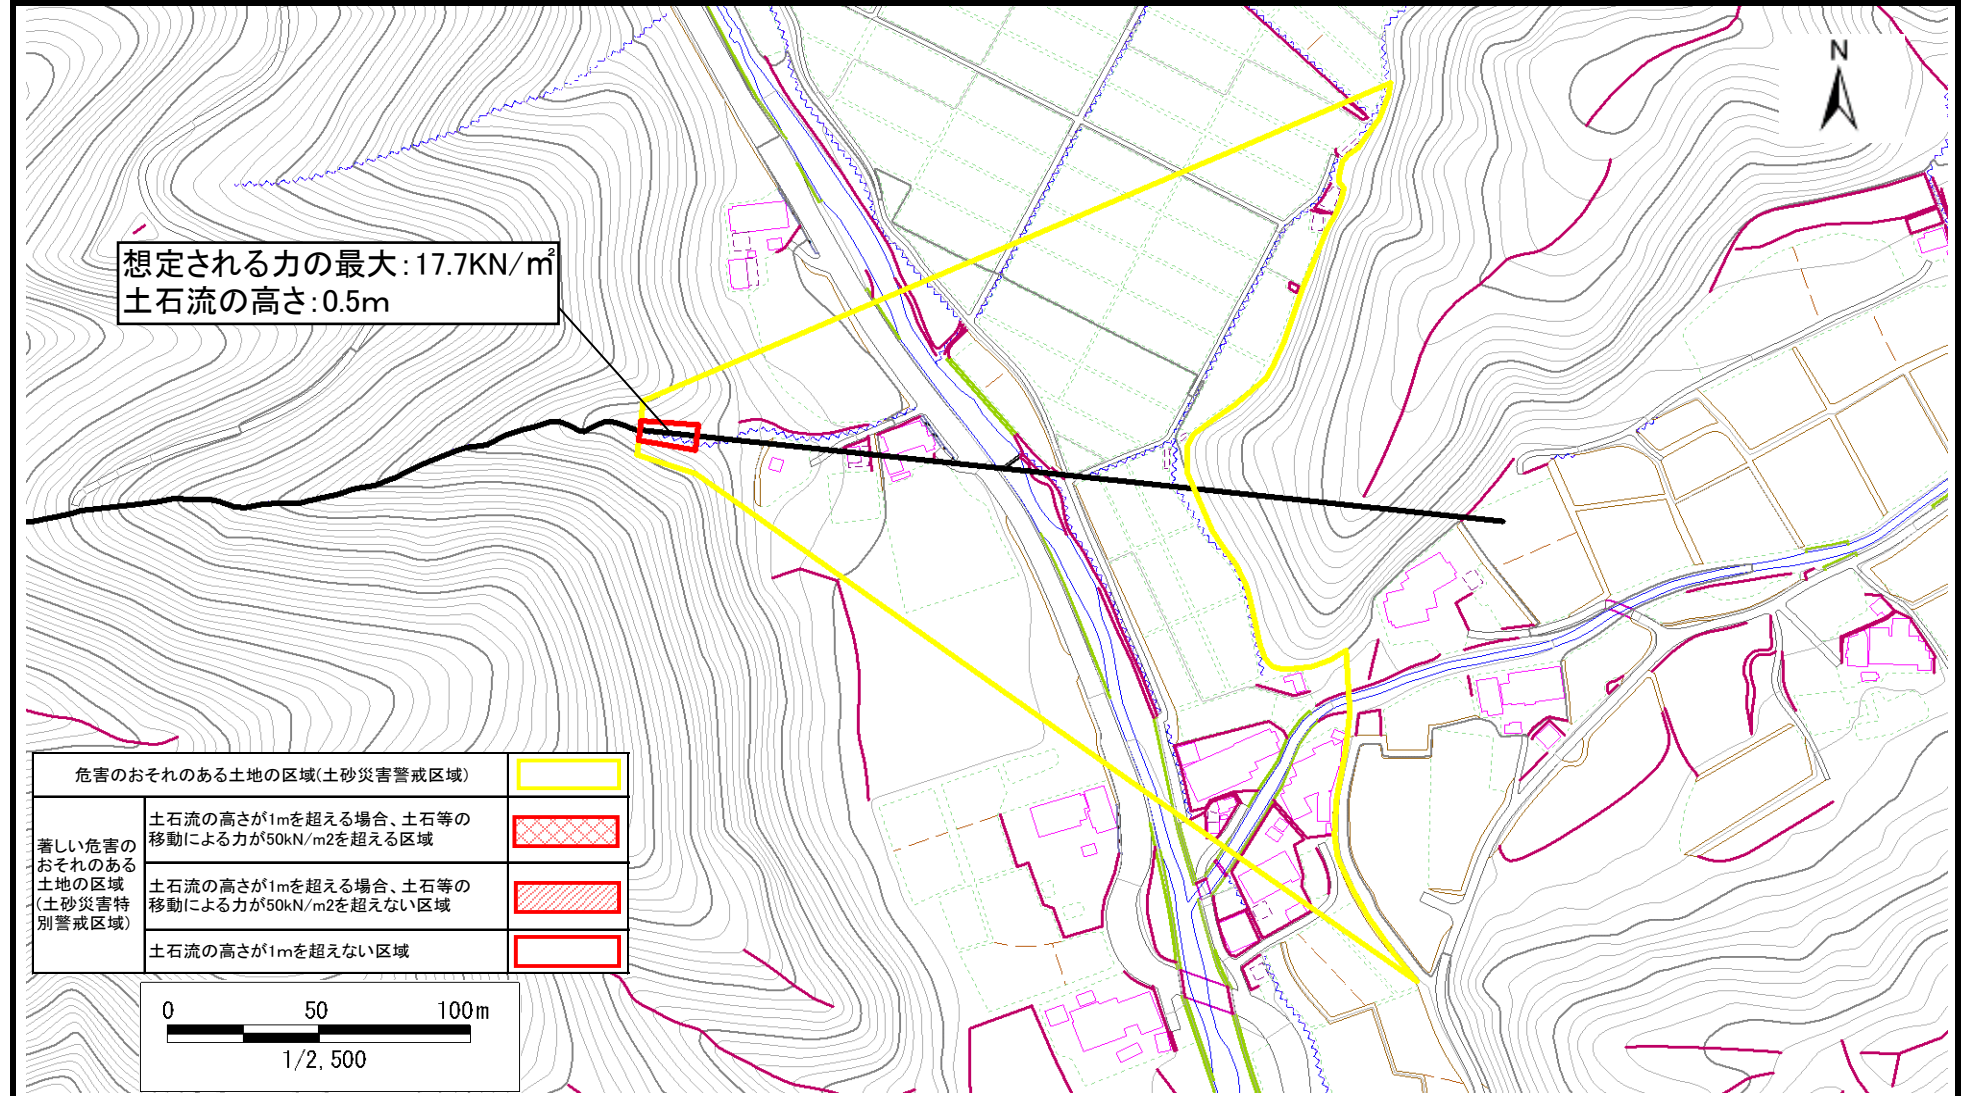 N
想定される力の最大:17.7KN/㎡
土石流の高さ:0.5m
危害のおそれのある土地の区域(土砂災害警戒区域)
著しい危害の
おそれのある
土地の区域
(土砂災害特
別警戒区域)
土石流の高さが1mを超える場合、土石等の
移動による力が50kN/m2を超える区域
土石流の高さが1mを超える場合、土石等の
移動による力が50kN/m2を超えない区域
土石流の高さが1mを超えない区域
0 50 100m
1/2,500